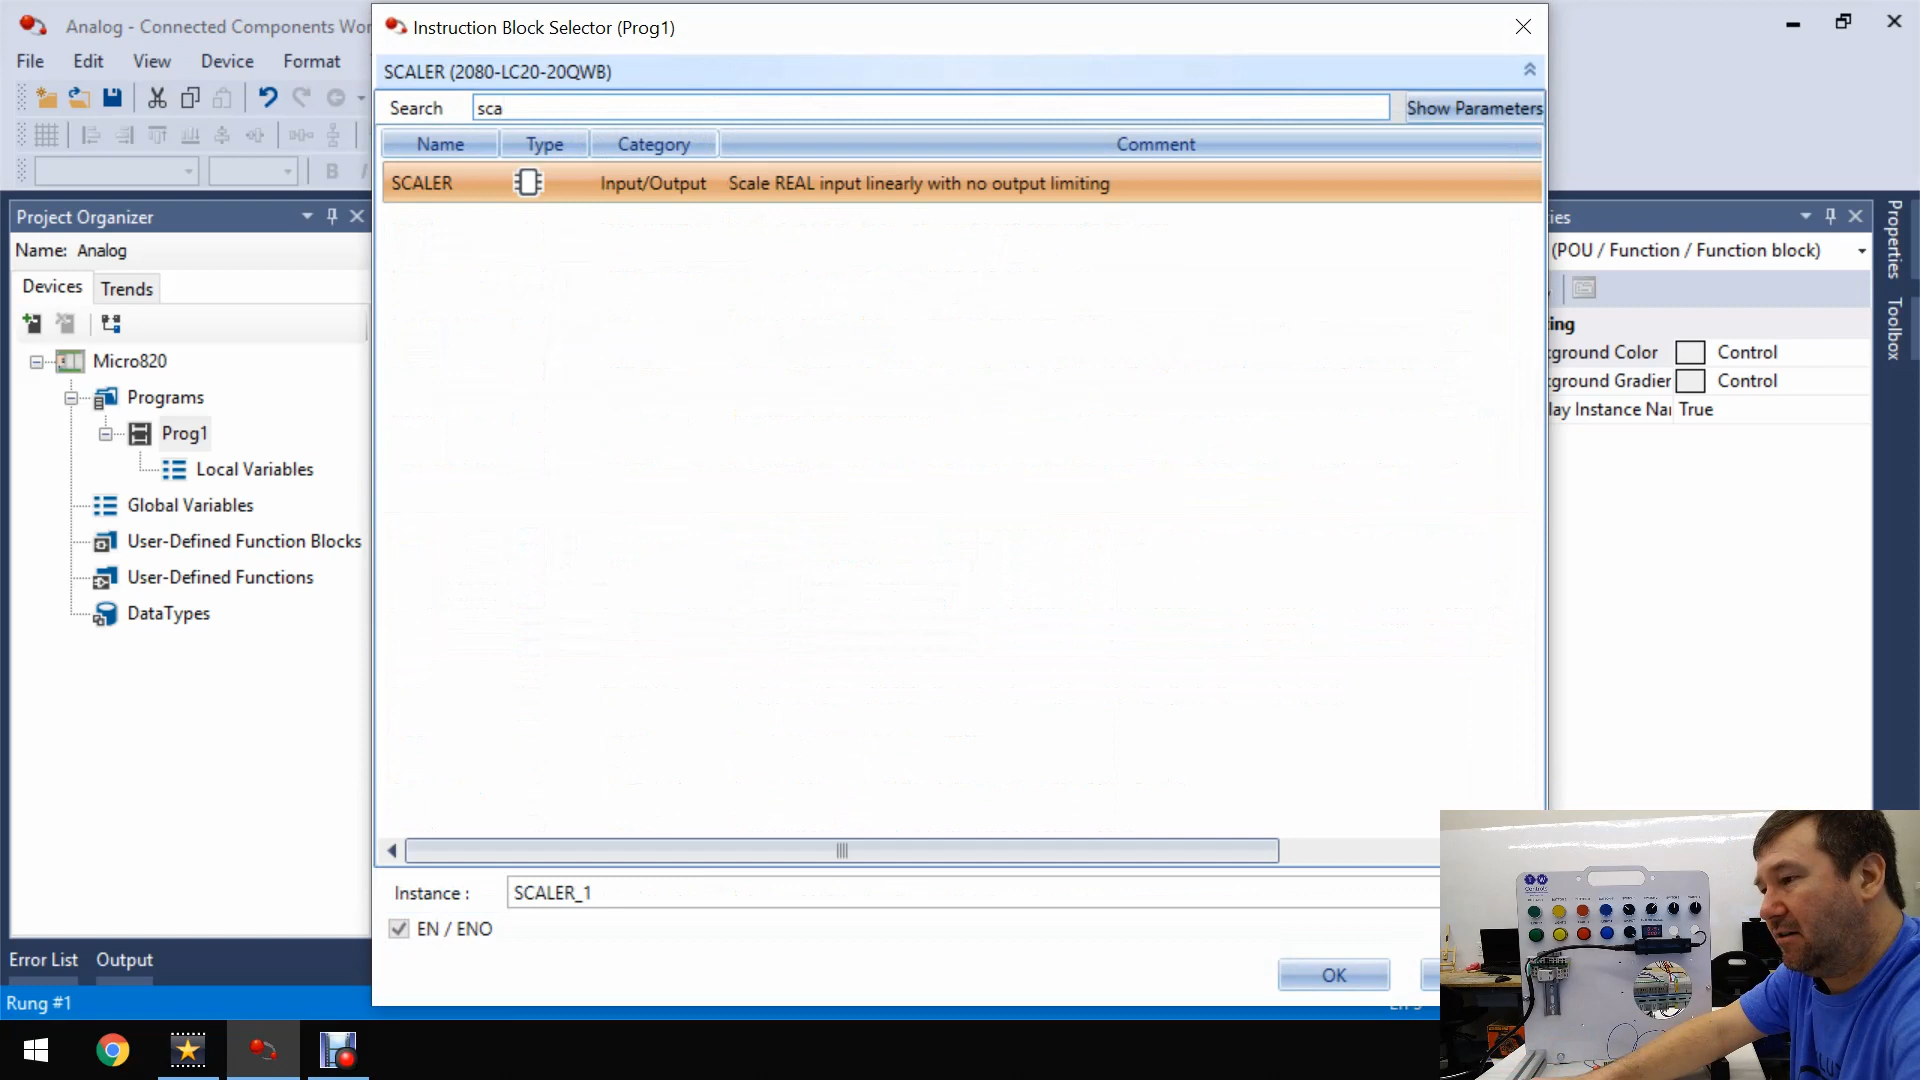 Analog - Connected Components Wor
File Edit View Device Format
Instruction Block Selector (Prog1)
SCALER (2080-LC20-20QWB)
Search sca Show Parameters
Name Type Category Comment
SCALER Input/Output Scale REAL input linearly with no output limiting
Instance : SCALER_1
EN / ENO
OK
Project Organizer
Name: Analog
Devices Trends
Micro820
Programs
Prog1
Local Variables
Global Variables
User-Defined Function Blocks
User-Defined Functions
DataTypes
Error List Output
Rung #1
ies
(POU / Function / Function block)
ing
ground Color Control
ground Gradier Control
lay Instance Nar True
Properties
Toolbox
B I
TW
Controls